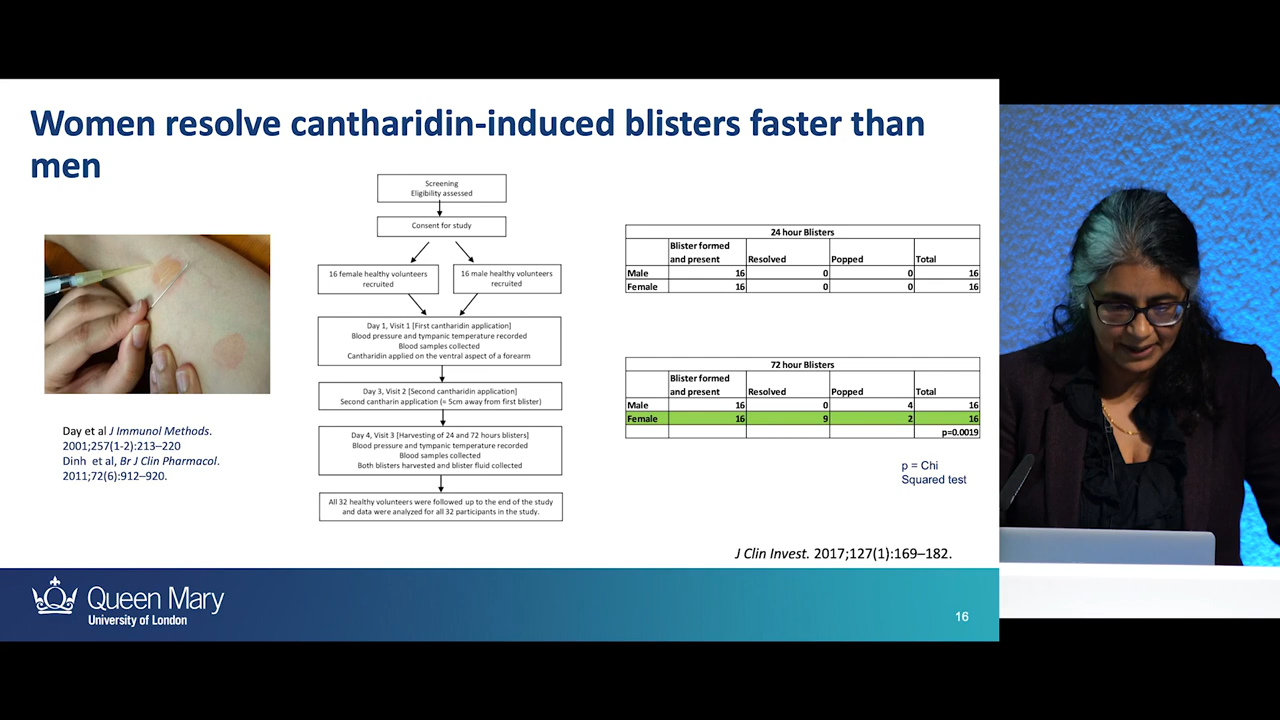 Women resolve cantharidin-induced blisters faster than
men
Screening
Eligibility assessed
Consent for study
16 female healthy volunteers
recruited
16 male healthy volunteers
recruited
Day 1, Visit 1 [First cantharidin application]
Blood pressure and tympanic temperature recorded
Blood samples collected
Cantharidin applied on the ventral aspect of a forearm
Day 3, Visit 2 [Second cantharidin application]
Second cantharin application (≈ 5cm away from first blister)
Day 4, Visit 3 [Harvesting of 24 and 72 hours blisters]
Blood pressure and tympanic temperature recorded
Blood samples collected
Both blisters harvested and blister fluid collected
All 32 healthy volunteers were followed up to the end of the study
and data were analyzed for all 32 participants in the study.
Day et al J Immunol Methods.
2001;257(1-2):213–220
Dinh et al, Br J Clin Pharmacol.
2011;72(6):912–920.
24 hour Blisters
Blister formed
and present Resolved Popped Total
Male 16 0 0 16
Female 16 0 0 16
72 hour Blisters
Blister formed
and present Resolved Popped Total
Male 16 0 4 16
Female 16 9 2 16
p=0.0019
p = Chi
Squared test
J Clin Invest. 2017;127(1):169–182.
Queen Mary
University of London
16